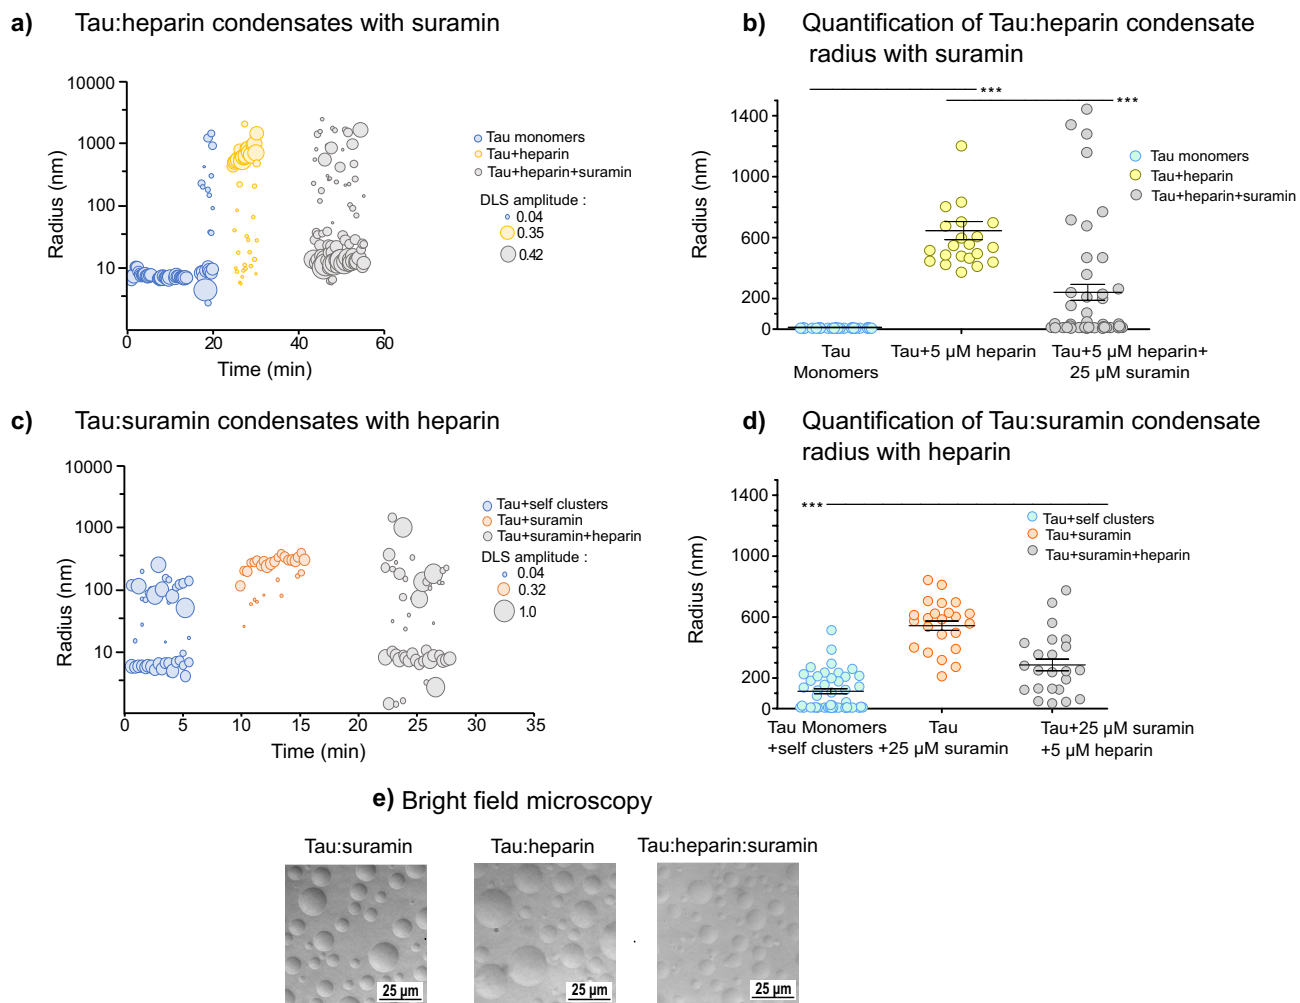 a) Tau:heparin condensates with suramin
Radius (nm)
10000
1000
100
10
0
20
40
60
Time (min)
Tau monomers
Tau+heparin
Tau+heparin+suramin
DLS amplitude :
0.04
0.35
0.42
b) Quantification of Tau:heparin condensate
radius with suramin
***
***
Radius (nm)
1400
1000
600
400
200
0
Tau monomers
Tau+heparin
Tau+heparin+suramin
Tau
Monomers
Tau+5 µM heparin
Tau+5 µM heparin+
25 µM suramin
c) Tau:suramin condensates with heparin
Radius (nm)
10000
1000
100
10
0
5
10
15
20
25
30
35
Time (min)
Tau+self clusters
Tau+suramin
Tau+suramin+heparin
DLS amplitude :
0.04
0.32
1.0
d) Quantification of Tau:suramin condensate
radius with heparin
***
Radius (nm)
1400
1000
600
400
200
0
Tau+self clusters
Tau+suramin
Tau+suramin+heparin
Tau Monomers
+self clusters
Tau
+25 µM suramin
Tau+25 µM suramin
+5 µM heparin
e) Bright field microscopy
Tau:suramin
Tau:heparin
Tau:heparin:suramin
25 µm
25 µm
25 µm